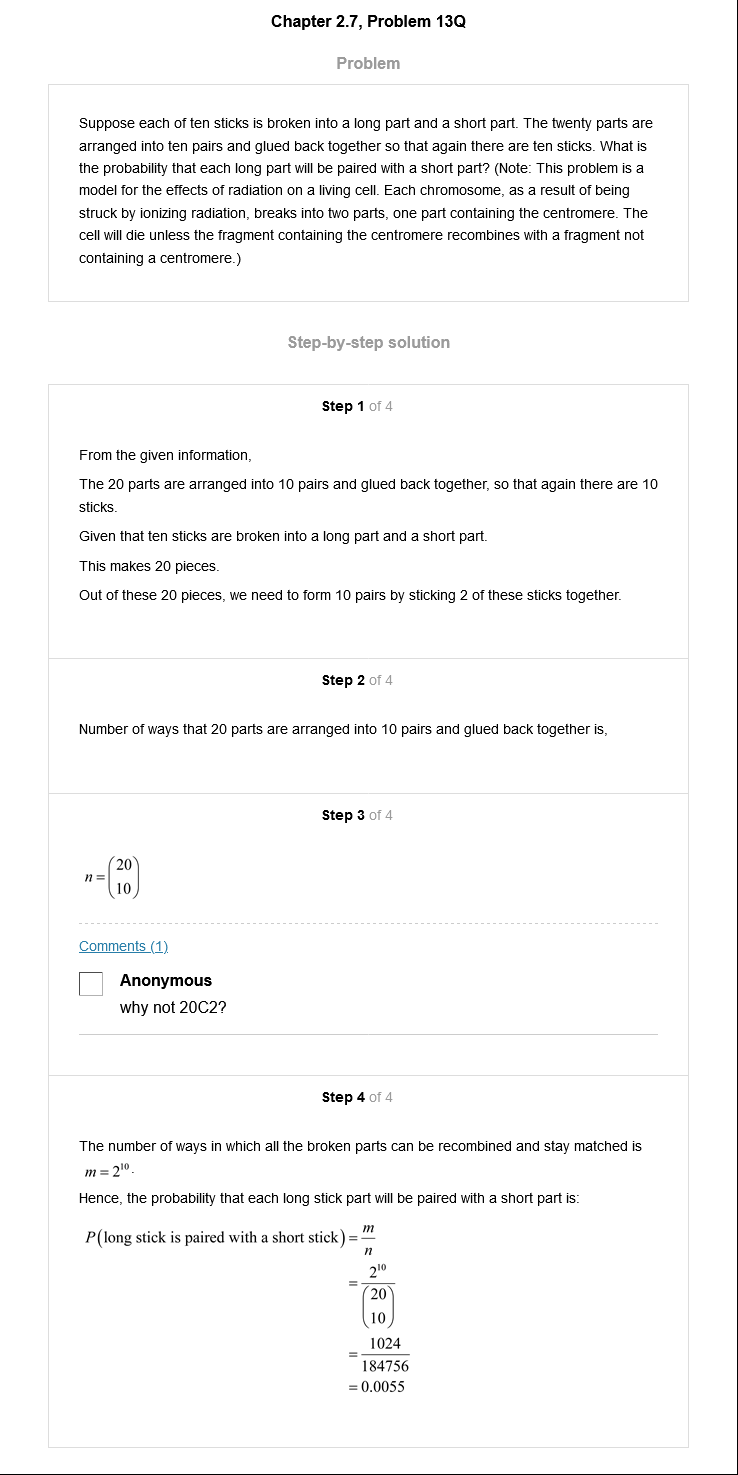 Chapter 2.7, Problem 13Q
Problem
Suppose each of ten sticks is broken into a long part and a short part. The twenty parts are
arranged into ten pairs and glued back together so that again there are ten sticks. What is
the probability that each long part will be paired with a short part? (Note: This problem is a
model for the effects of radiation on a living cell. Each chromosome, as a result of being
struck by ionizing radiation, breaks into two parts, one part containing the centromere. The
cell will die unless the fragment containing the centromere recombines with a fragment not
containing a centromere.)
Step-by-step solution
Step 1 of 4
From the given information,
The 20 parts are arranged into 10 pairs and glued back together, so that again there are 10
sticks.
Given that ten sticks are broken into a long part and a short part.
This makes 20 pieces.
Out of these 20 pieces, we need to form 10 pairs by sticking 2 of these sticks together.
Step 2 of 4
Number of ways that 20 parts are arranged into 10 pairs and glued back together is,
Step 3 of 4
n = (20
10)
Comments (1)
Anonymous
why not 20C2?
Step 4 of 4
The number of ways in which all the broken parts can be recombined and stay matched is
m = 2¹⁰.
Hence, the probability that each long stick part will be paired with a short part is:
P(long stick is paired with a short stick) = m
n
= 2¹⁰
(20
10)
= 1024
184756
= 0.0055